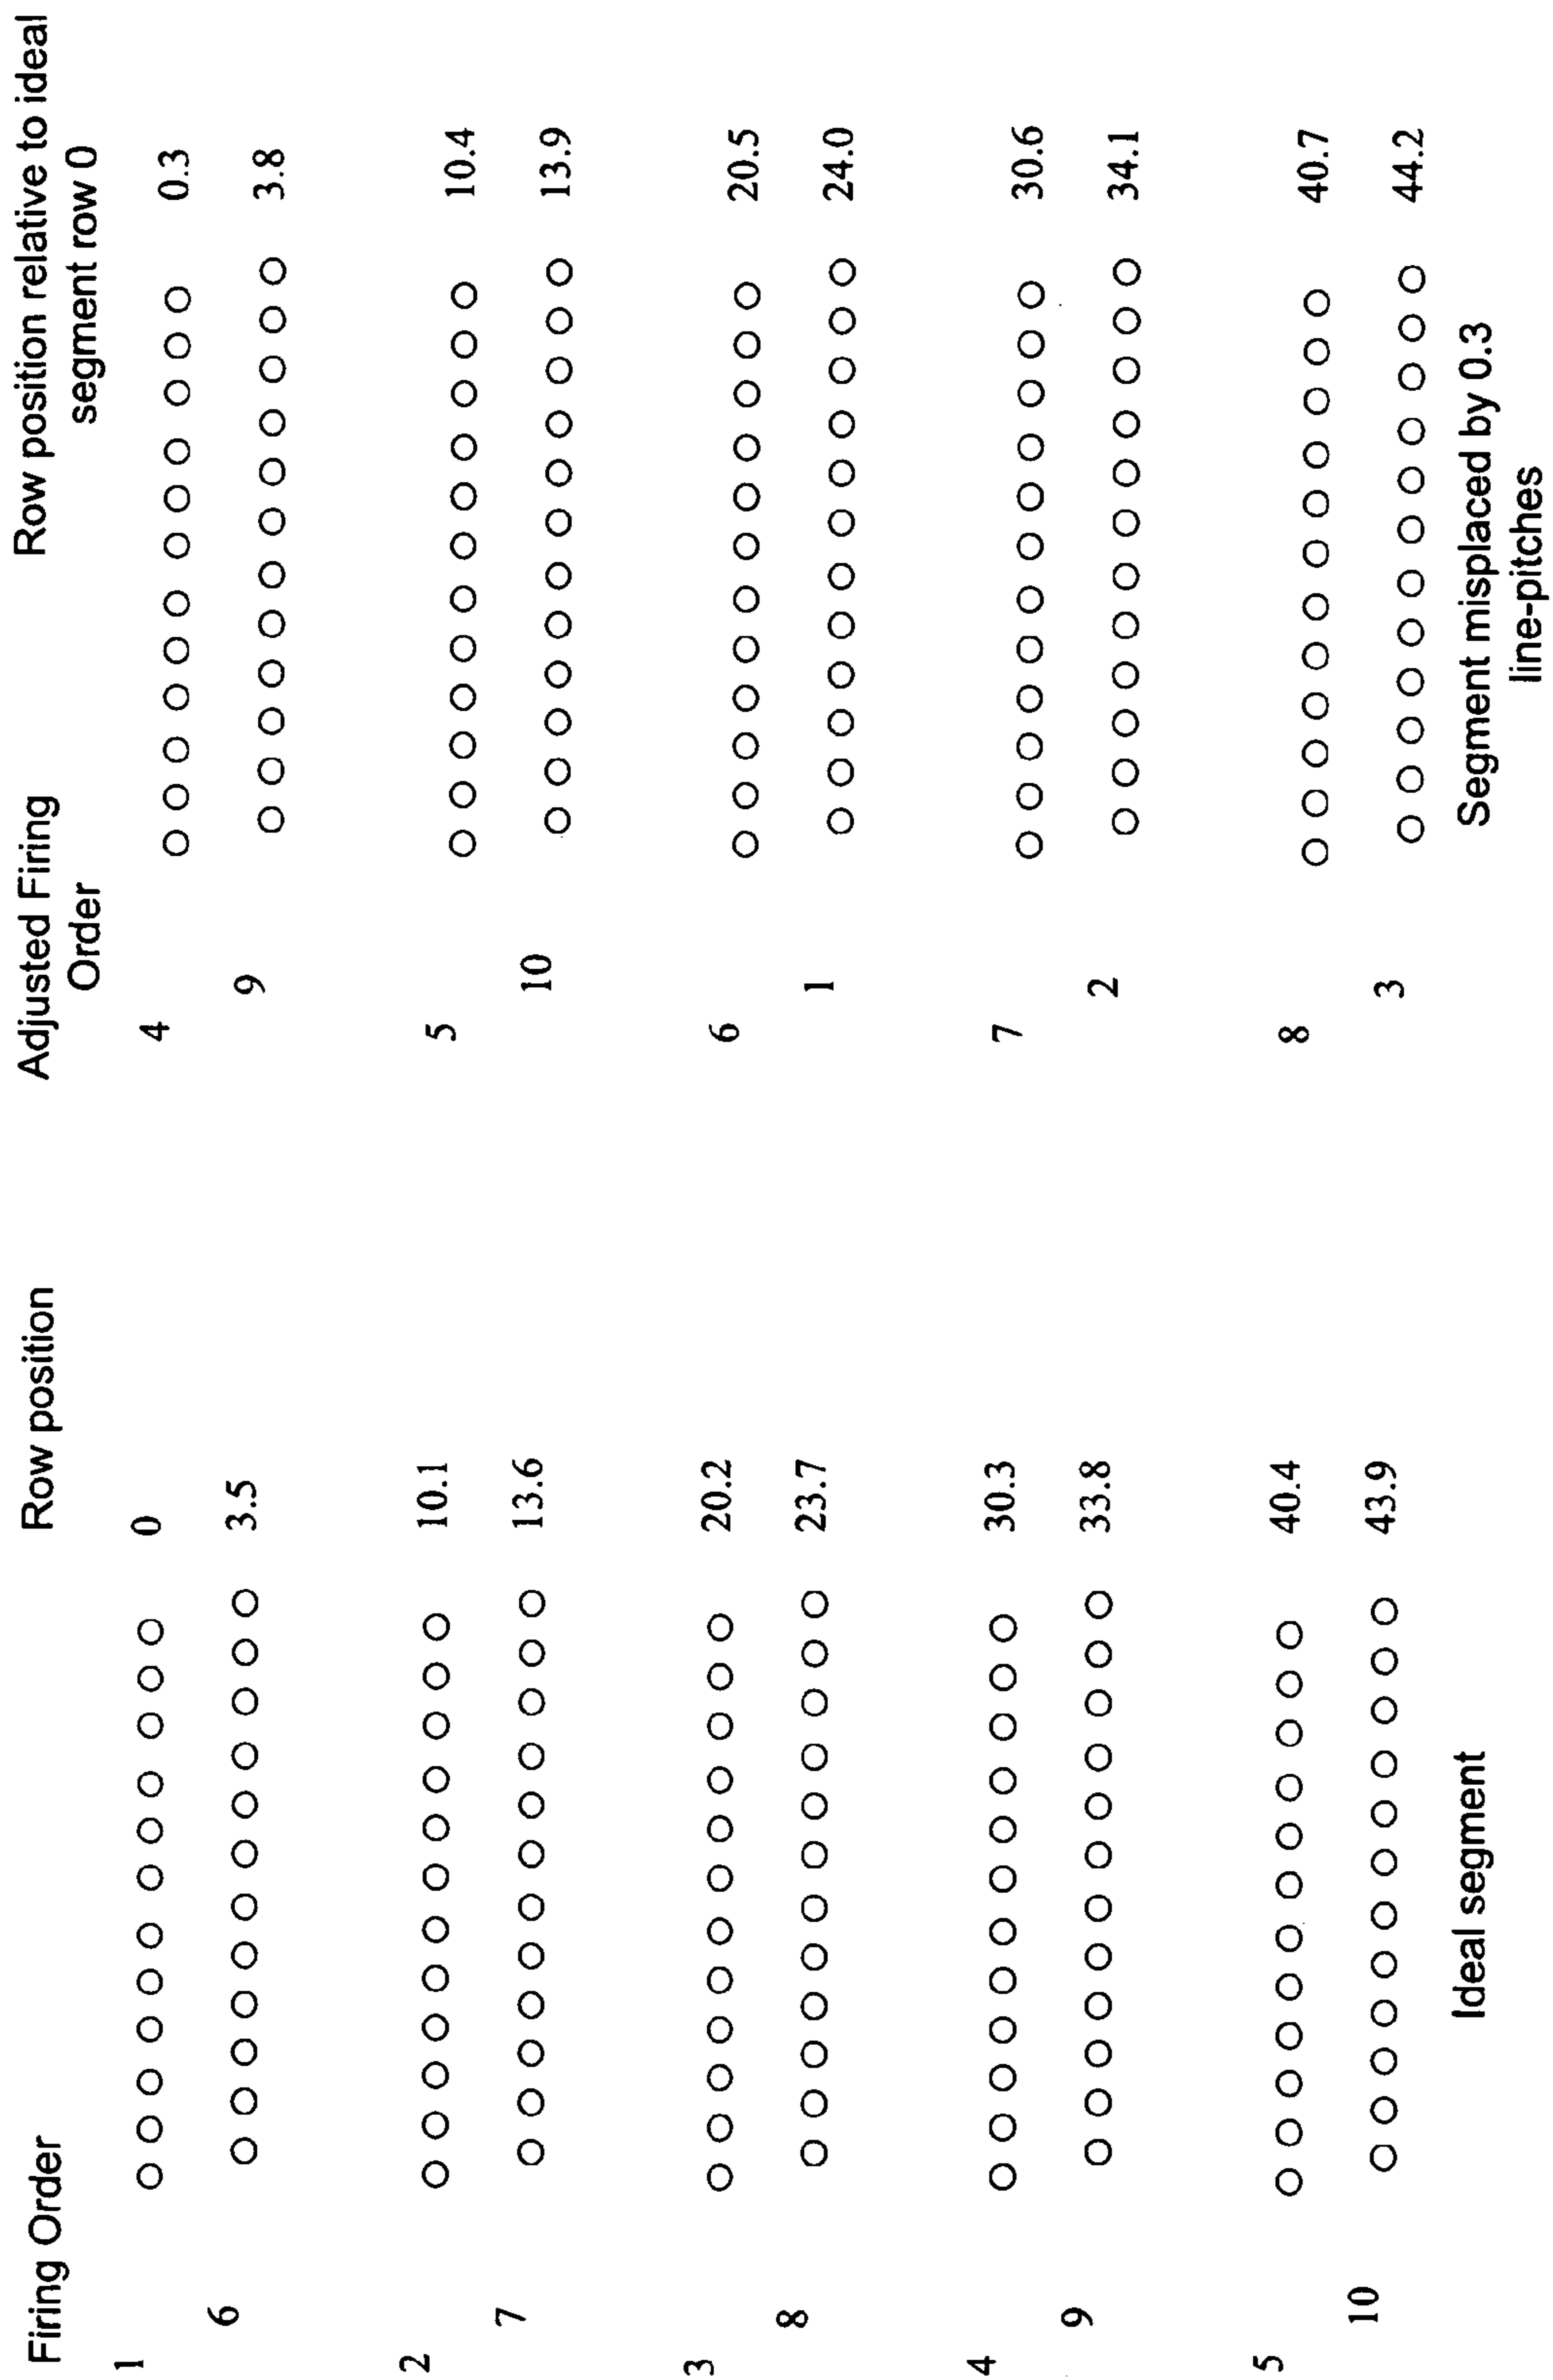 Firing Order
Row position
Adjusted Firing
Order
Row position relative to ideal
segment row 0
1 0 4 0.3
6 3.5 9 3.8
2 10.1 5 10.4
7 13.6 10 13.9
3 20.2 6 20.5
8 23.7 1 24.0
4 30.3 7 30.6
9 33.8 2 34.1
5 40.4 8 40.7
10 43.9 3 44.2
Ideal segment
Segment misplaced by 0.3
line-pitches